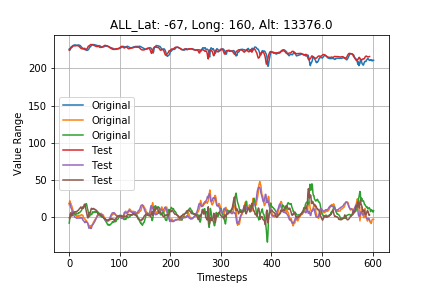 ALL_Lat: -67, Long: 160, Alt: 13376.0
Value Range
200
150
100
50
0
Original
Original
Original
Test
Test
Test
0
100
200
300
400
500
600
Timesteps